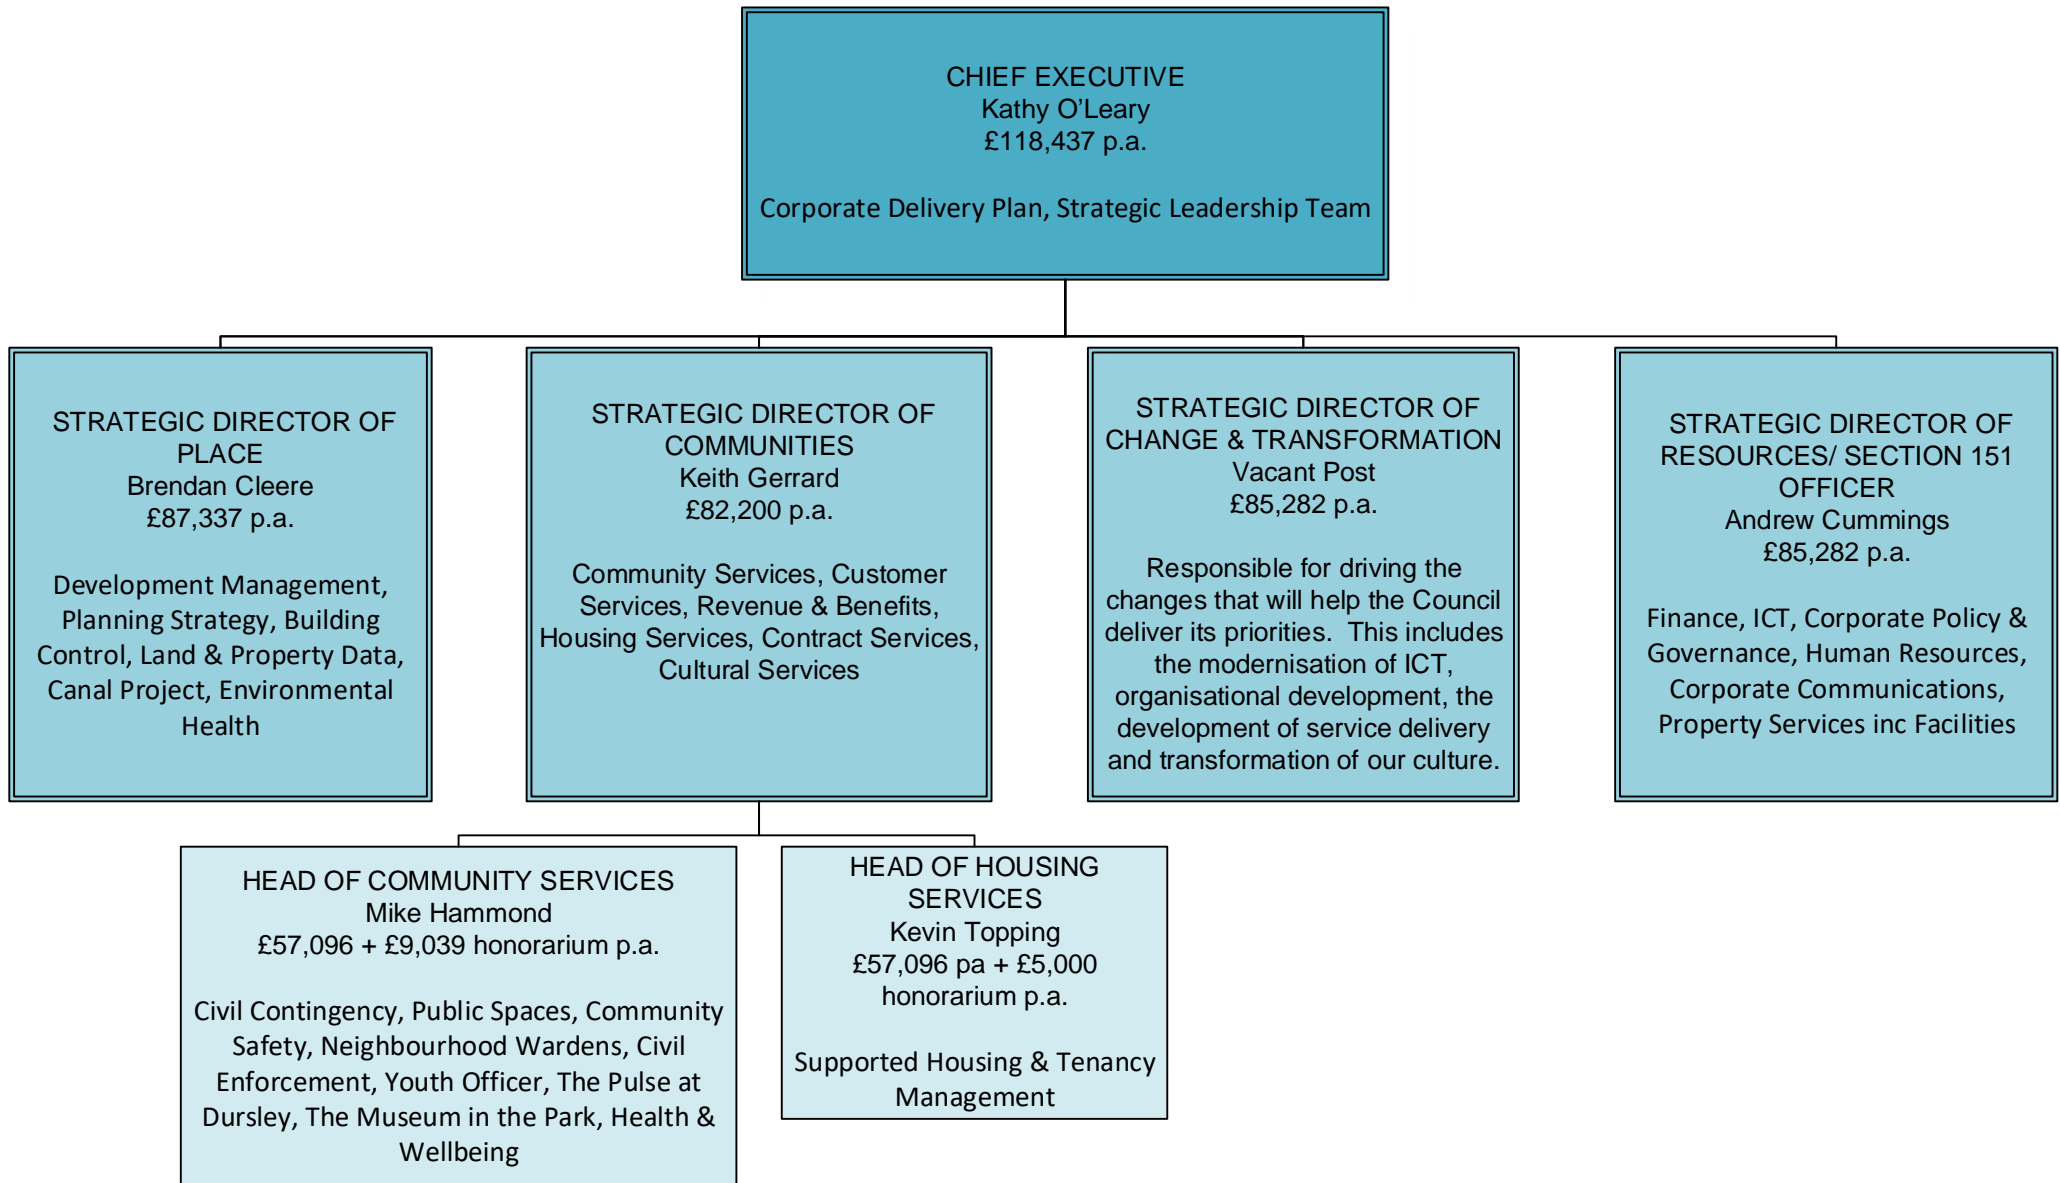 CHIEF EXECUTIVE
Kathy O’Leary
£118,437 p.a.
Corporate Delivery Plan, Strategic Leadership Team
STRATEGIC DIRECTOR OF
PLACE
Brendan Cleere
£87,337 p.a.
Development Management,
Planning Strategy, Building
Control, Land & Property Data,
Canal Project, Environmental
Health
STRATEGIC DIRECTOR OF
COMMUNITIES
Keith Gerrard
£82,200 p.a.
Community Services, Customer
Services, Revenue & Benefits,
Housing Services, Contract Services,
Cultural Services
STRATEGIC DIRECTOR OF
CHANGE & TRANSFORMATION
Vacant Post
£85,282 p.a.
Responsible for driving the
changes that will help the Council
deliver its priorities.  This includes
the modernisation of ICT,
organisational development, the
development of service delivery
and transformation of our culture.
STRATEGIC DIRECTOR OF
RESOURCES/ SECTION 151
OFFICER
Andrew Cummings
£85,282 p.a.
Finance, ICT, Corporate Policy &
Governance, Human Resources,
Corporate Communications,
Property Services inc Facilities
HEAD OF COMMUNITY SERVICES
Mike Hammond
£57,096 + £9,039 honorarium p.a.
Civil Contingency, Public Spaces, Community
Safety, Neighbourhood Wardens, Civil
Enforcement, Youth Officer, The Pulse at
Dursley, The Museum in the Park, Health &
Wellbeing
HEAD OF HOUSING
SERVICES
Kevin Topping
£57,096 pa + £5,000
honorarium p.a.
Supported Housing & Tenancy
Management